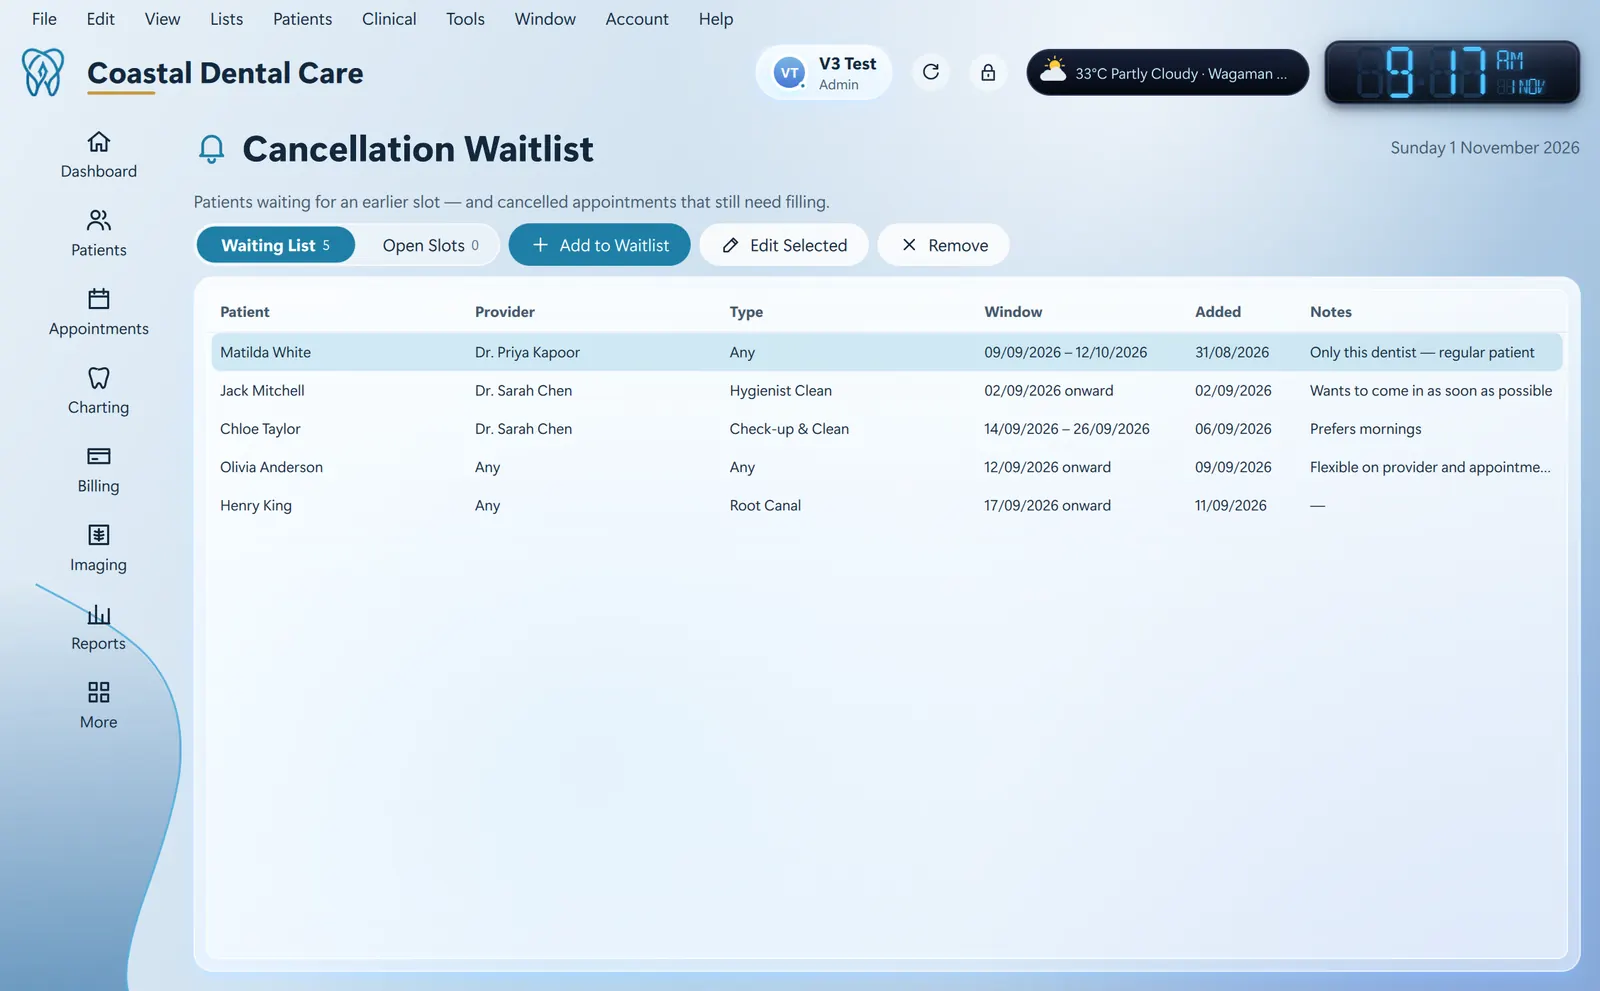 File Edit View Lists Patients Clinical Tools Window Account Help
Coastal Dental Care
VT
V3 Test
Admin
33°C Partly Cloudy · Wagaman ...
9 17 AM
1 NOV
Dashboard
Patients
Appointments
Charting
Billing
Imaging
Reports
More
Cancellation Waitlist
Sunday 1 November 2026
Patients waiting for an earlier slot — and cancelled appointments that still need filling.
Waiting List 5 Open Slots 0 + Add to Waitlist Edit Selected Remove
Patient Provider Type Window Added Notes
Matilda White Dr. Priya Kapoor Any 09/09/2026 – 12/10/2026 31/08/2026 Only this dentist — regular patient
Jack Mitchell Dr. Sarah Chen Hygienist Clean 02/09/2026 onward 02/09/2026 Wants to come in as soon as possible
Chloe Taylor Dr. Sarah Chen Check-up & Clean 14/09/2026 – 26/09/2026 06/09/2026 Prefers mornings
Olivia Anderson Any Any 12/09/2026 onward 09/09/2026 Flexible on provider and appointme...
Henry King Any Root Canal 17/09/2026 onward 11/09/2026 —